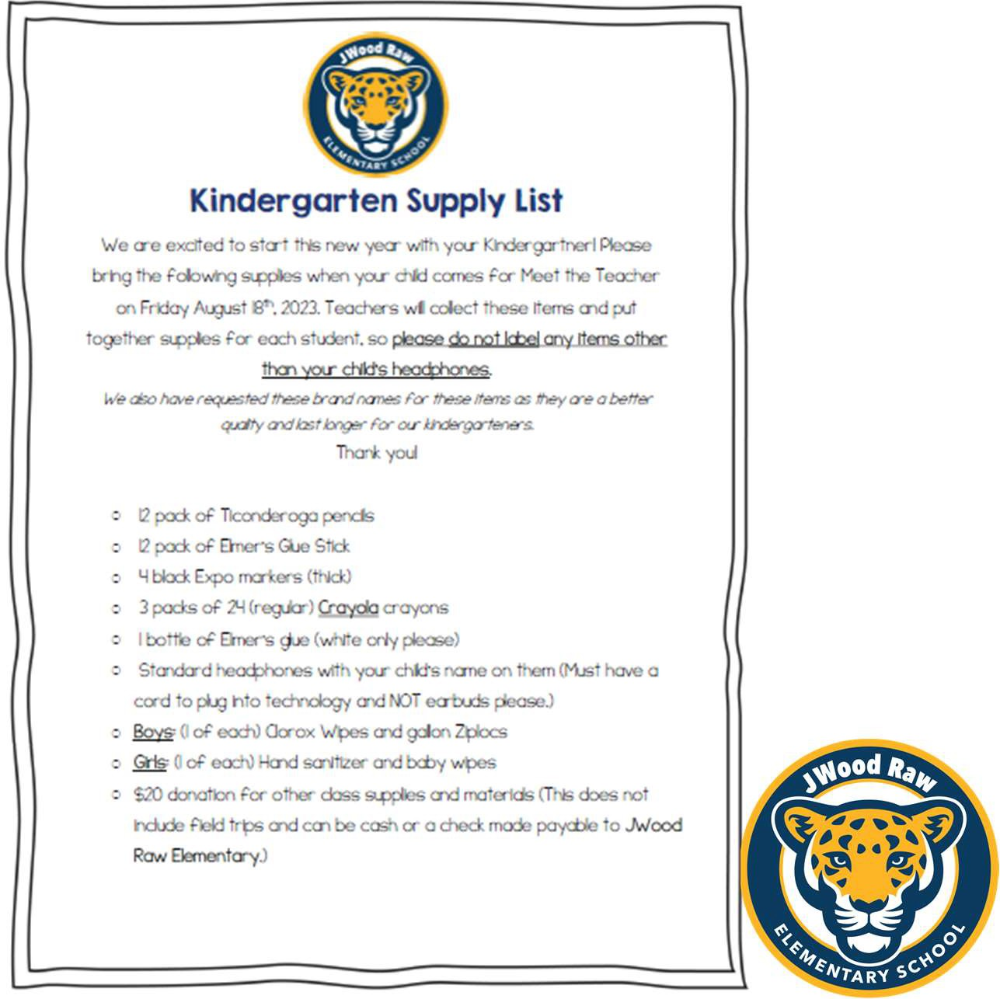 JWood Raw
ELEMENTARY SCHOOL
Kindergarten Supply List
We are excited to start this new year with your Kindergartner! Please
bring the following supplies when your child comes for Meet the Teacher
on Friday August 18th, 2023. Teachers will collect these items and put
together supplies for each student, so please do not label any items other
than your child's headphones.
We also have requested these brand names for these items as they are a better
quality and last longer for our kindergarteners.
Thank you!
○ 12 pack of Ticonderoga pencils
○ 12 pack of Elmer's Glue Stick
○ 4 black Expo markers (thick)
○ 3 packs of 24 (regular) Crayola crayons
○ 1 bottle of Elmer's glue (white only please)
○ Standard headphones with your child's name on them (Must have a
cord to plug into technology and NOT earbuds please.)
○ Boys: (1 of each) Clorox Wipes and gallon Ziplocs
○ Girls: (1 of each) Hand sanitizer and baby wipes
○ $20 donation for other class supplies and materials (This does not
include field trips and can be cash or a check made payable to JWood
Raw Elementary.)
JWood Raw
ELEMENTARY SCHOOL